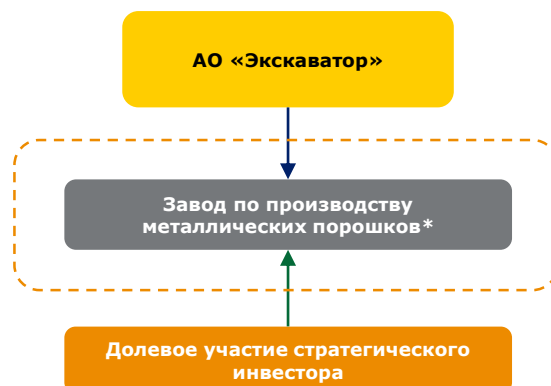 АО «Экскаватор»
Завод по производству
металлических порошков*
Долевое участие стратегического
инвестора